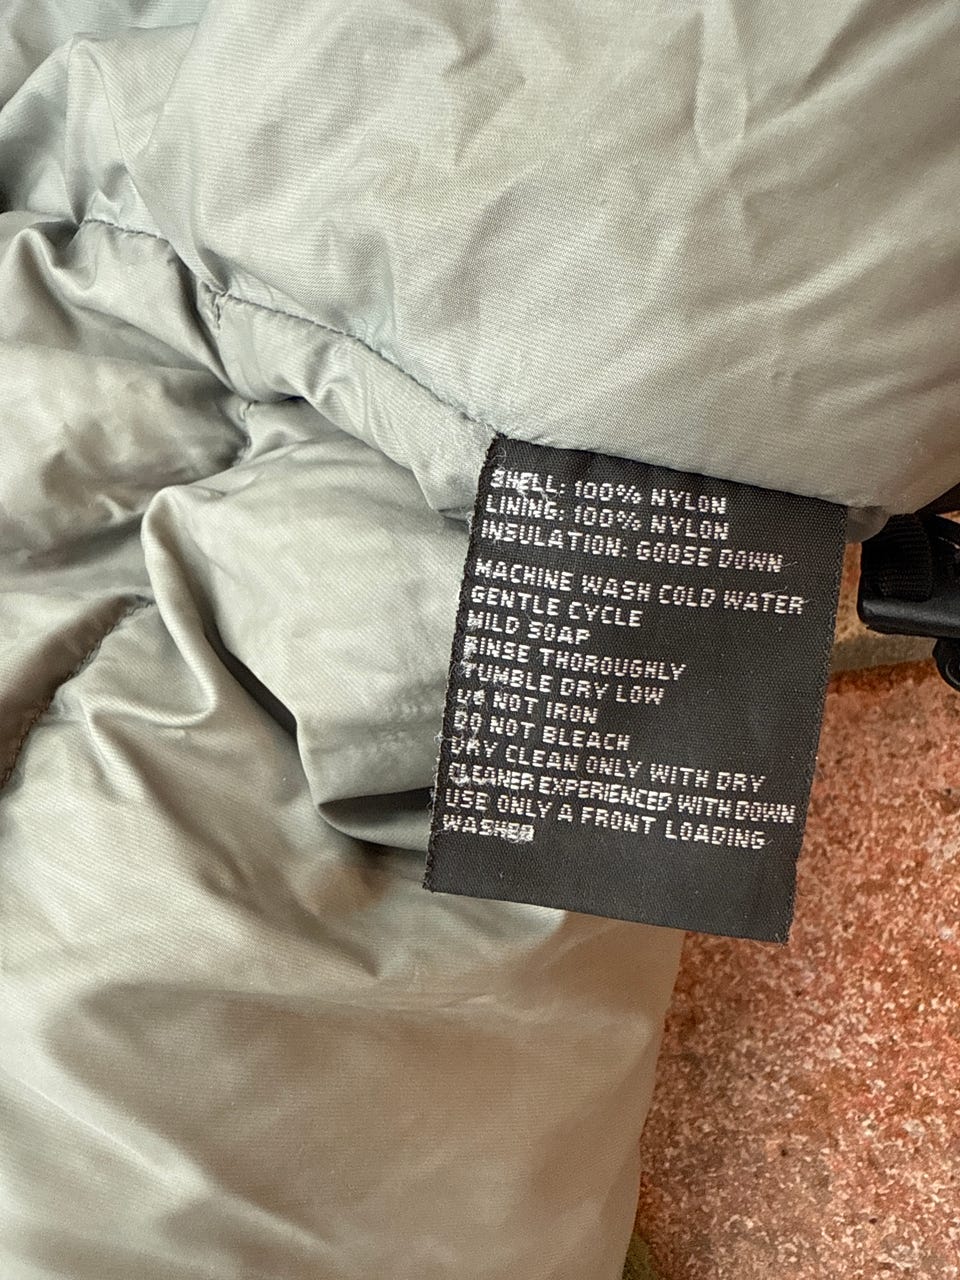 SHELL: 100% NYLON
LINING: 100% NYLON
INSULATION: GOOSE DOWN
MACHINE WASH COLD WATER
GENTLE CYCLE
MILD SOAP
RINSE THOROUGHLY
TUMBLE DRY LOW
DO NOT IRON
DO NOT BLEACH
DRY CLEAN ONLY WITH DRY
CLEANER EXPERIENCED WITH DOWN
USE ONLY A FRONT LOADING
WASHER